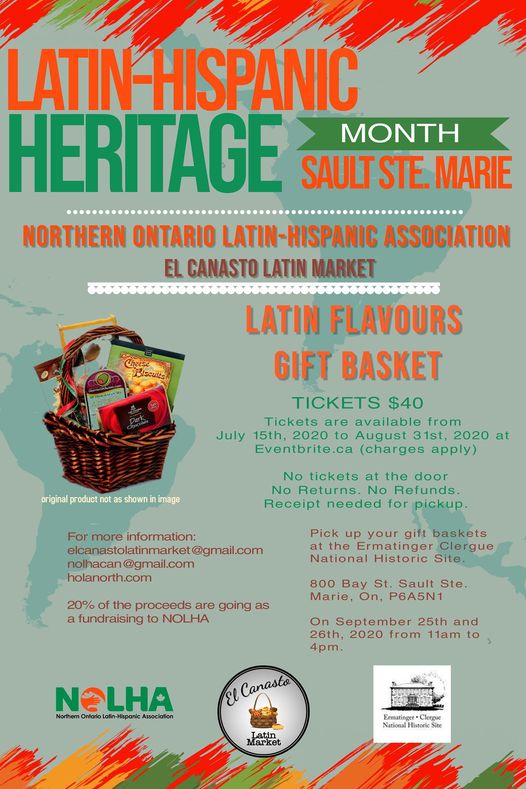 LATIN-HISPANIC
HERITAGE
MONTH
SAULT STE. MARIE
NORTHERN ONTARIO LATIN-HISPANIC ASSOCIATION
EL CANASTO LATIN MARKET
LATIN FLAVOURS
GIFT BASKET
Cheese
Biscuits
Dark
Chocolate
original product not as shown in image
TICKETS $40
Tickets are available from
July 15th, 2020 to August 31st, 2020 at
Eventbrite.ca (charges apply)
No tickets at the door
No Returns. No Refunds.
Receipt needed for pickup.
For more information:
elcanastolatinmarket@gmail.com
nolhacan@gmail.com
holanorth.com
20% of the proceeds are going as
a fundraising to NOLHA
Pick up your gift baskets
at the Ermatinger Clergue
National Historic Site.
800 Bay St. Sault Ste.
Marie, On, P6A5N1
On September 25th and
26th, 2020 from 11am to
4pm.
NOLHA
Northern Ontario Latin-Hispanic Association
El Canasto
Latin
Market
Ermatinger • Clergue
National Historic Site